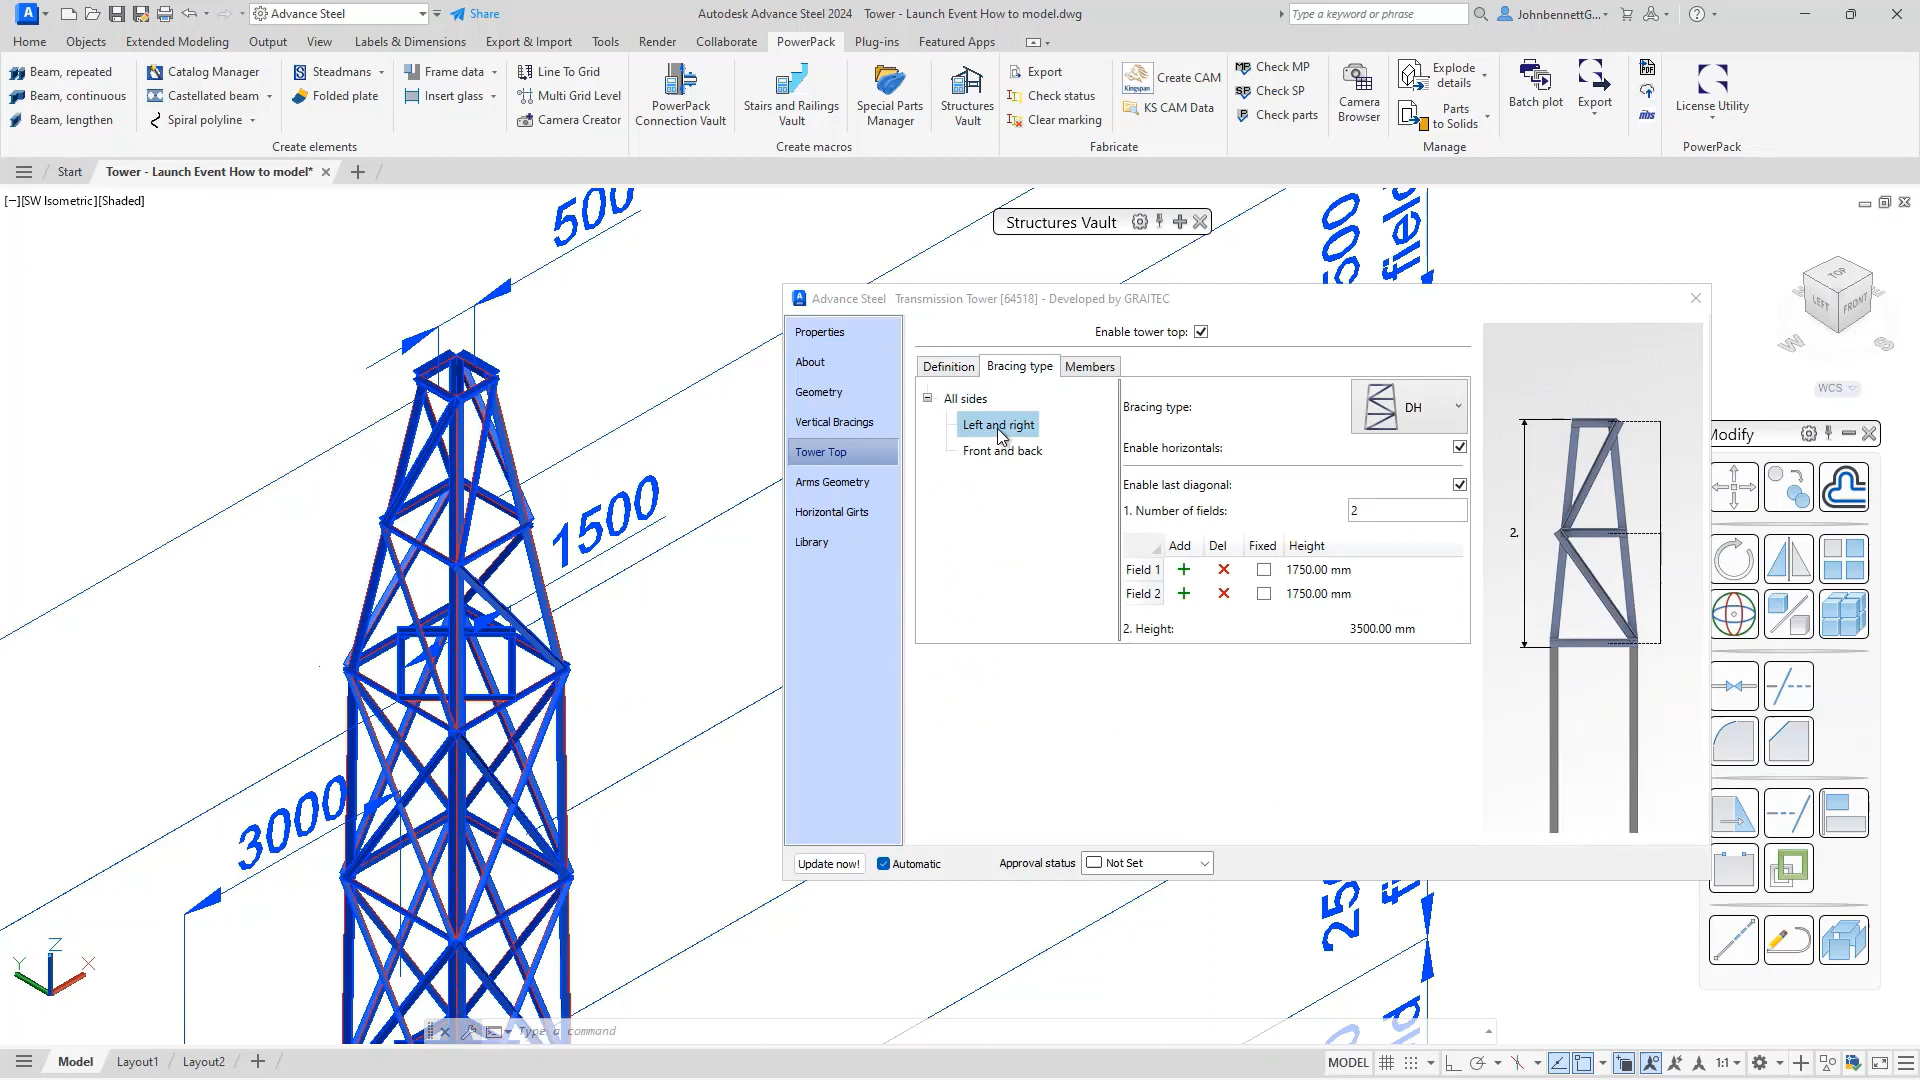 Advance Steel
Share
Autodesk Advance Steel 2024 Tower - Launch Event How to model.dwg
Type a keyword or phrase
JohnbennettG...
Home
Objects
Extended Modeling
Output
View
Labels & Dimensions
Export & Import
Tools
Render
Collaborate
PowerPack
Plug-ins
Featured Apps
Beam, repeated
Beam, continuous
Beam, lengthen
Catalog Manager
Castellated beam
Spiral polyline
Steadmans
Folded plate
Frame data
Insert glass
Line To Grid
Multi Grid Level
Camera Creator
Create elements
PowerPack
Connection Vault
Stairs and Railings
Vault
Special Parts
Manager
Structures
Vault
Create macros
Export
Check status
Clear marking
Kingspan
Create CAM
KS CAM Data
Fabricate
MP Check MP
SP Check SP
P Check parts
Camera
Browser
Explode
details
Parts
to Solids
Batch plot
Export
Manage
PDF
nbs
License Utility
PowerPack
Start
Tower - Launch Event How to model*
[−][SW Isometric][Shaded]
500
1500
3000
Structures Vault
TOP
LEFT
FRONT
W
S
WCS
Advance Steel Transmission Tower [64518] - Developed by GRAITEC
Properties
About
Geometry
Vertical Bracings
Tower Top
Arms Geometry
Horizontal Girts
Library
Enable tower top:
Definition
Bracing type
Members
All sides
Left and right
Front and back
Bracing type:
DH
Enable horizontals:
Enable last diagonal:
1. Number of fields:
2
Add
Del
Fixed
Height
Field 1
1750.00 mm
Field 2
1750.00 mm
2. Height:
3500.00 mm
2.
Update now!
Automatic
Approval status
Not Set
Modify
Z
Y
X
Type a command
Model
Layout1
Layout2
MODEL
1:1